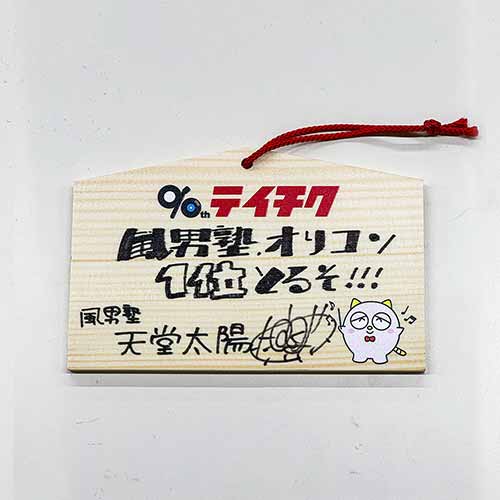 90th テイチク
風男塾、オリコン
1位とるぞ!!!
風男塾
天堂太陽